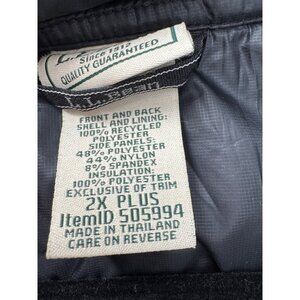 SINCE 1912
QUALITY GUARANTEED
L.L.Bean
FRONT AND BACK
SHELL AND LINING:
100% RECYCLED
POLYESTER
SIDE PANELS:
48% POLYESTER
44% NYLON
8% SPANDEX
INSULATION:
100% POLYESTER
EXCLUSIVE OF TRIM
2X PLUS
ItemID 505994
MADE IN THAILAND
CARE ON REVERSE